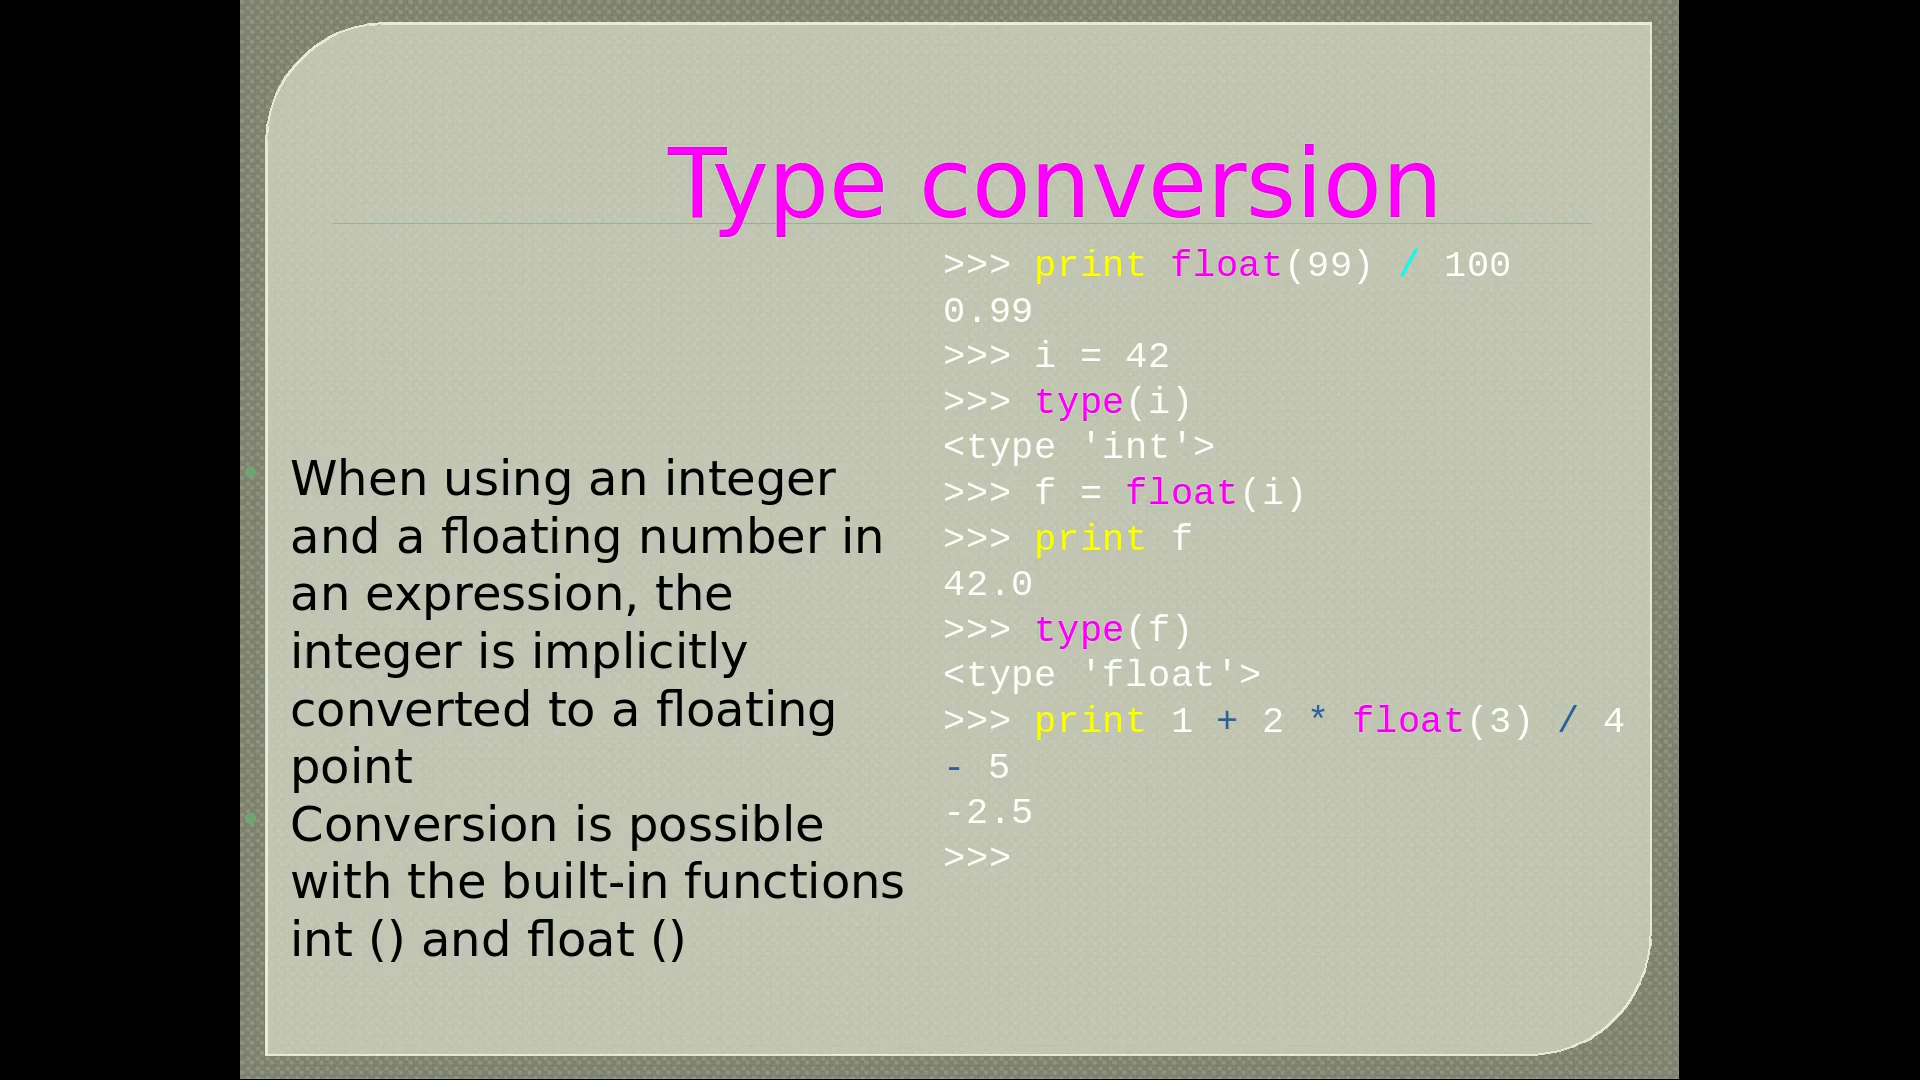 Type conversion
When using an integer
and a floating number in
an expression, the
integer is implicitly
converted to a floating
point
Conversion is possible
with the built-in functions
int () and float ()
>>> print float(99) / 100
0.99
>>> i = 42
>>> type(i)
<type 'int'>
>>> f = float(i)
>>> print f
42.0
>>> type(f)
<type 'float'>
>>> print 1 + 2 * float(3) / 4
- 5
-2.5
>>>